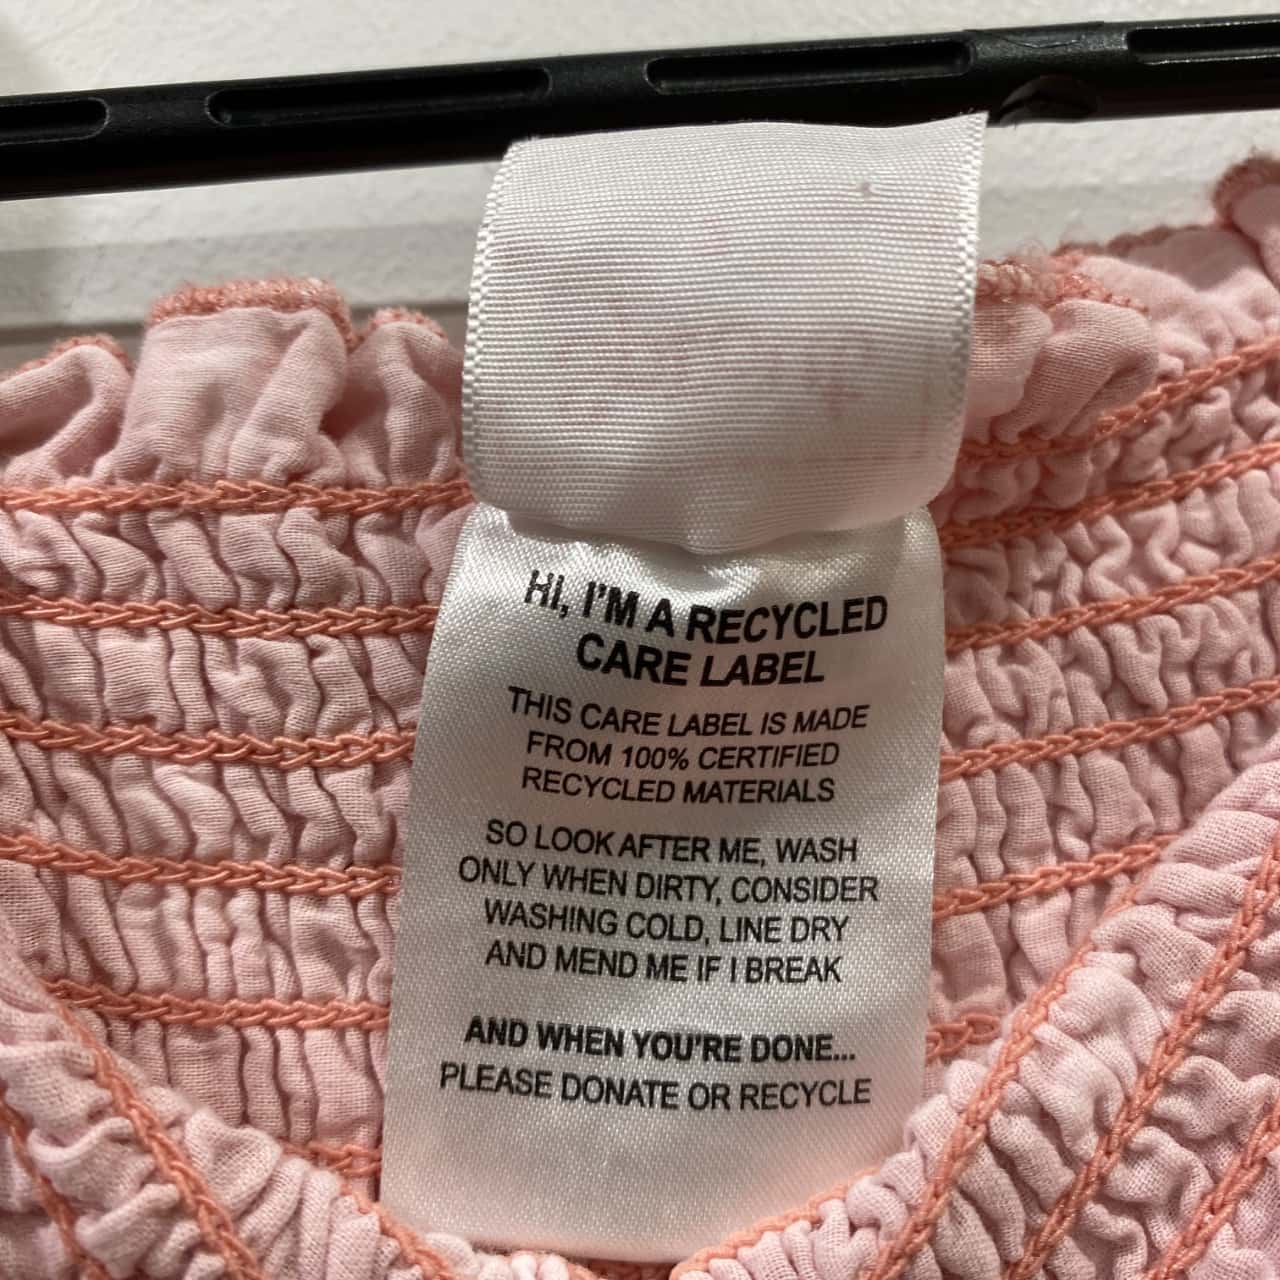 HI, I'M A RECYCLED
CARE LABEL
THIS CARE LABEL IS MADE
FROM 100% CERTIFIED
RECYCLED MATERIALS
SO LOOK AFTER ME, WASH
ONLY WHEN DIRTY, CONSIDER
WASHING COLD, LINE DRY
AND MEND ME IF I BREAK
AND WHEN YOU'RE DONE...
PLEASE DONATE OR RECYCLE